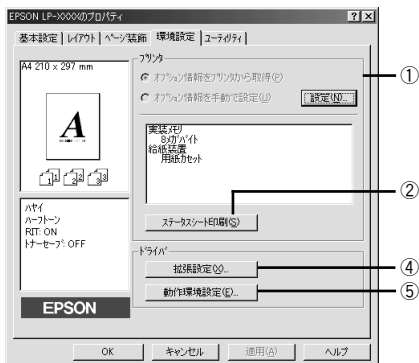 EPSON LP-XXXXのプロパティ
基本設定 レイアウト ページ装飾 環境設定 ユーティリティ
A4 210 x 297 mm
A
1 1 2 2 3 3
ハヤイ
ハーフトーン
RIT: ON
トナーセーブ: OFF
EPSON
プリンタ
オプション情報をプリンタから取得(P)
オプション情報を手動で設定(U)
設定(N)...
実装メモリ
8メガバイト
給紙装置
用紙カセット
ステータスシート印刷(S)
ドライバ
拡張設定(X)...
動作環境設定(E)...
OK キャンセル 適用(A) ヘルプ
①
②
④
⑤